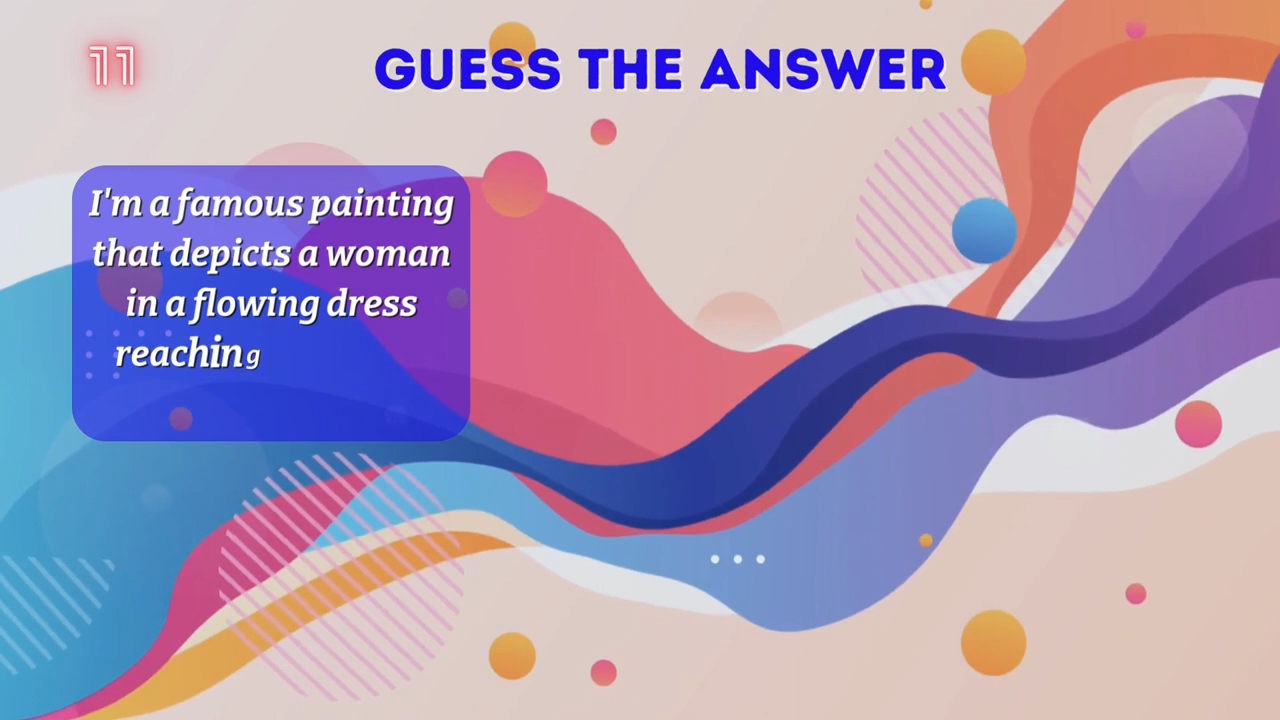 11
GUESS THE ANSWER
I'm a famous painting
that depicts a woman
in a flowing dress
reaching